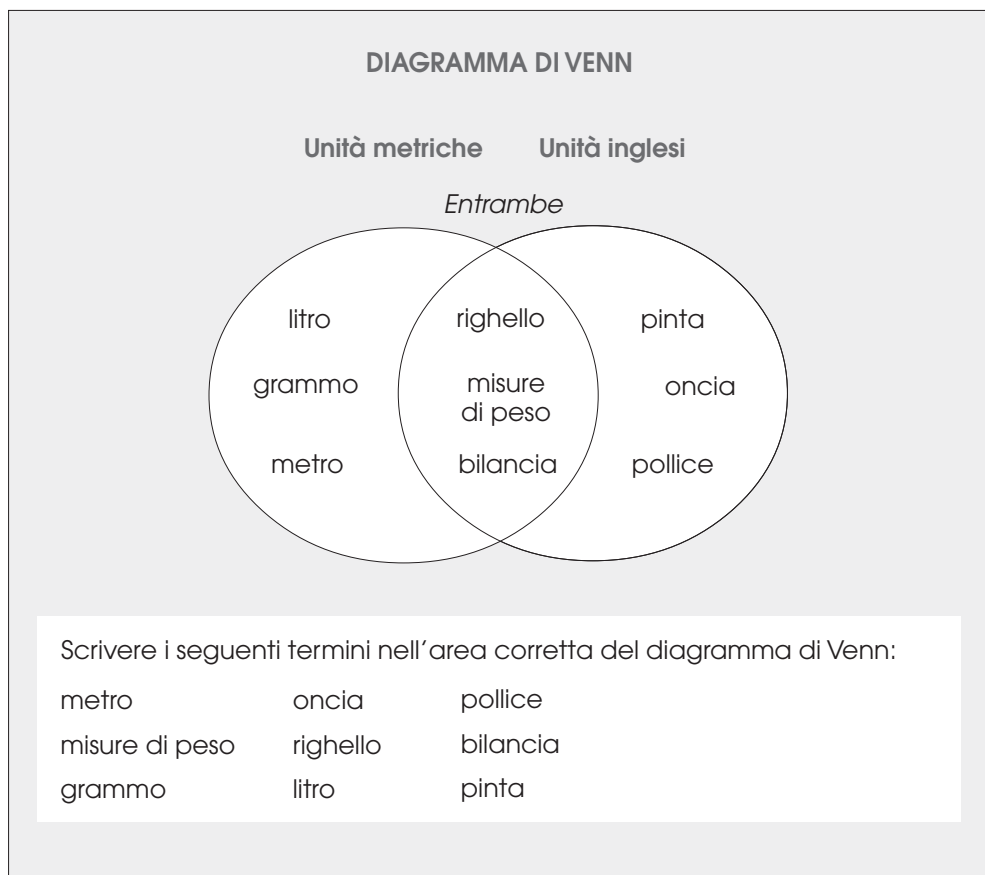 DIAGRAMMA DI VENN
Unità metriche Unità inglesi
Entrambe
litro righello pinta
grammo misure di peso oncia
metro bilancia pollice
Scrivere i seguenti termini nell'area corretta del diagramma di Venn:
metro oncia pollice
misure di peso righello bilancia
grammo litro pinta